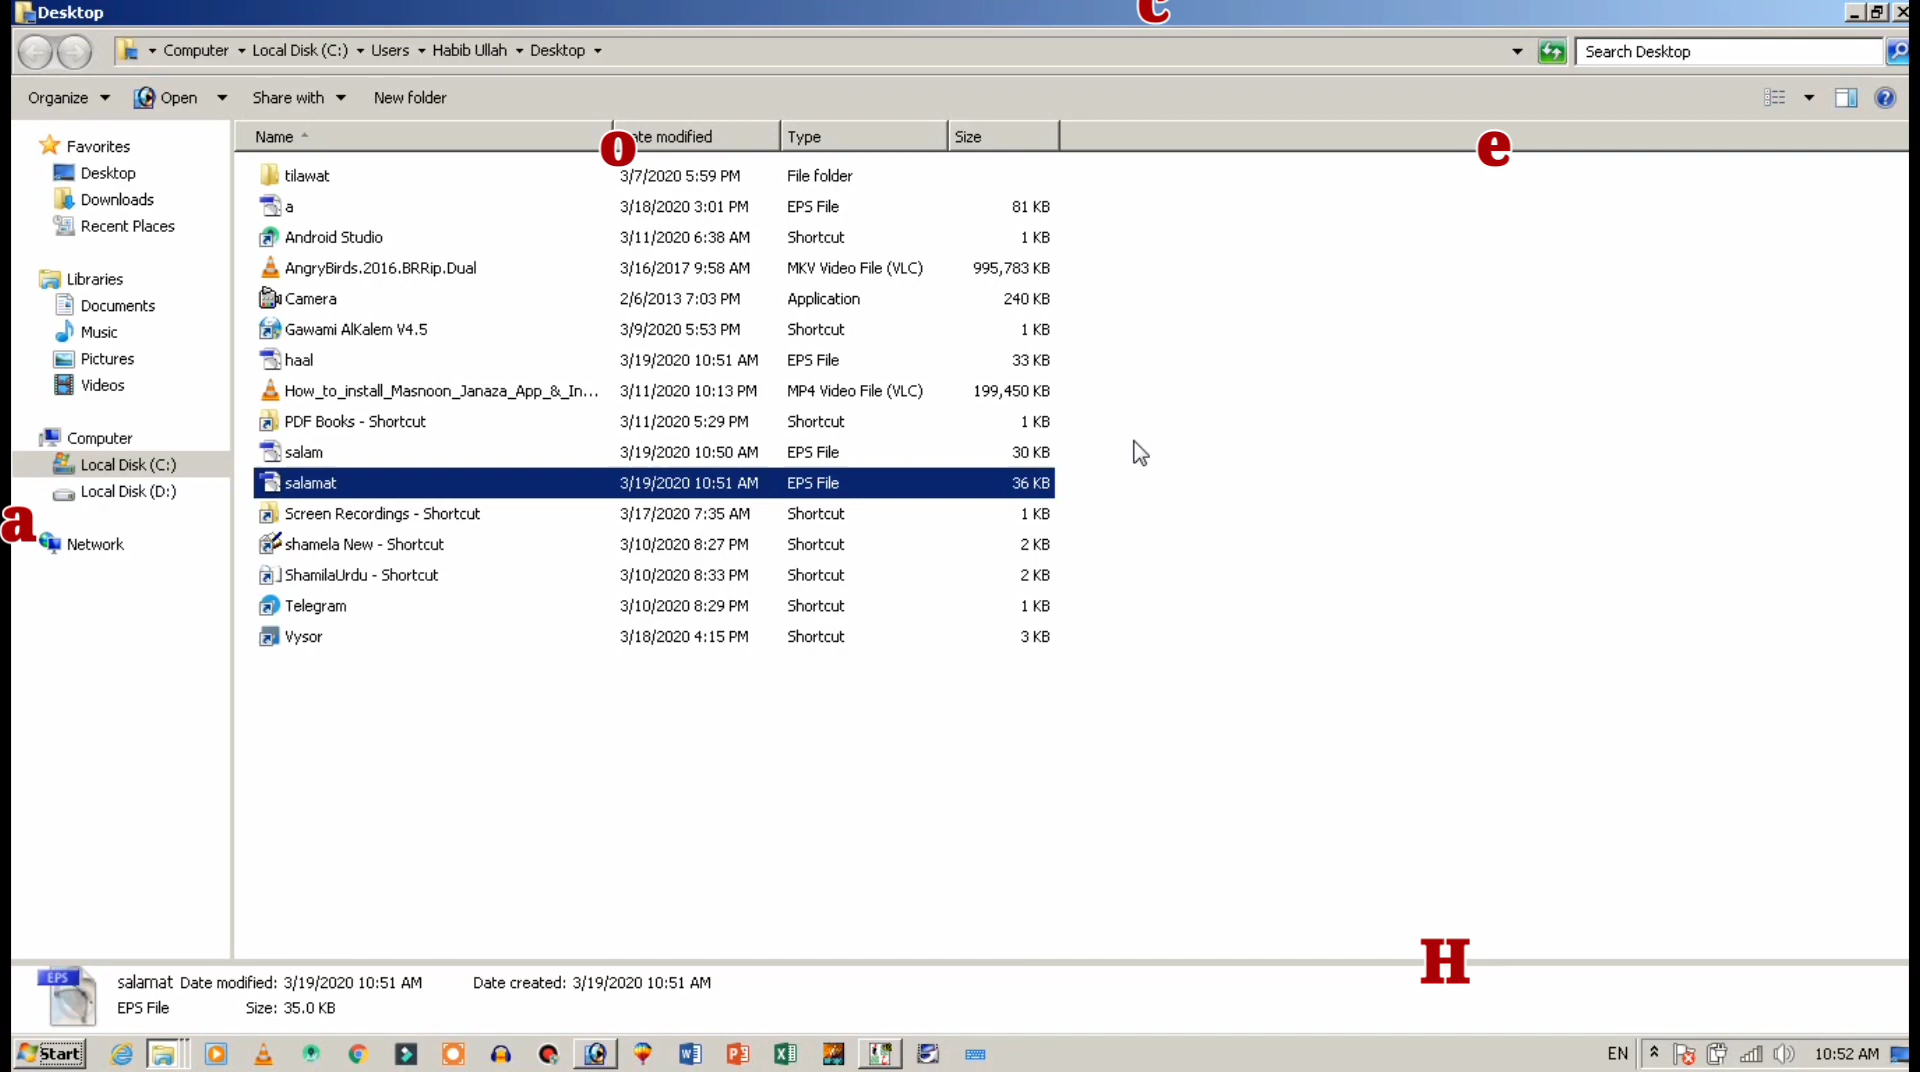 Desktop
c
Computer Local Disk (C:) Users Habib Ullah Desktop
Search Desktop
Organize Open Share with New folder
Favorites
Desktop
Downloads
Recent Places
Libraries
Documents
Music
Pictures
Videos
Computer
Local Disk (C:)
Local Disk (D:)
a
Network
Name o ate modified Type Size e
tilawat 3/7/2020 5:59 PM File folder
a 3/18/2020 3:01 PM EPS File 81 KB
Android Studio 3/11/2020 6:38 AM Shortcut 1 KB
AngryBirds.2016.BRRip.Dual 3/16/2017 9:58 AM MKV Video File (VLC) 995,783 KB
Camera 2/6/2013 7:03 PM Application 240 KB
Gawami AlKalem V4.5 3/9/2020 5:53 PM Shortcut 1 KB
haal 3/19/2020 10:51 AM EPS File 33 KB
How_to_install_Masnoon_Janaza_App_&_In... 3/11/2020 10:13 PM MP4 Video File (VLC) 199,450 KB
PDF Books - Shortcut 3/11/2020 5:29 PM Shortcut 1 KB
salam 3/19/2020 10:50 AM EPS File 30 KB
salamat 3/19/2020 10:51 AM EPS File 36 KB
Screen Recordings - Shortcut 3/17/2020 7:35 AM Shortcut 1 KB
shamela New - Shortcut 3/10/2020 8:27 PM Shortcut 2 KB
ShamilaUrdu - Shortcut 3/10/2020 8:33 PM Shortcut 2 KB
Telegram 3/10/2020 8:29 PM Shortcut 1 KB
Vysor 3/18/2020 4:15 PM Shortcut 3 KB
H
EPS
salamat Date modified: 3/19/2020 10:51 AM Date created: 3/19/2020 10:51 AM
EPS File Size: 35.0 KB
Start EN 10:52 AM